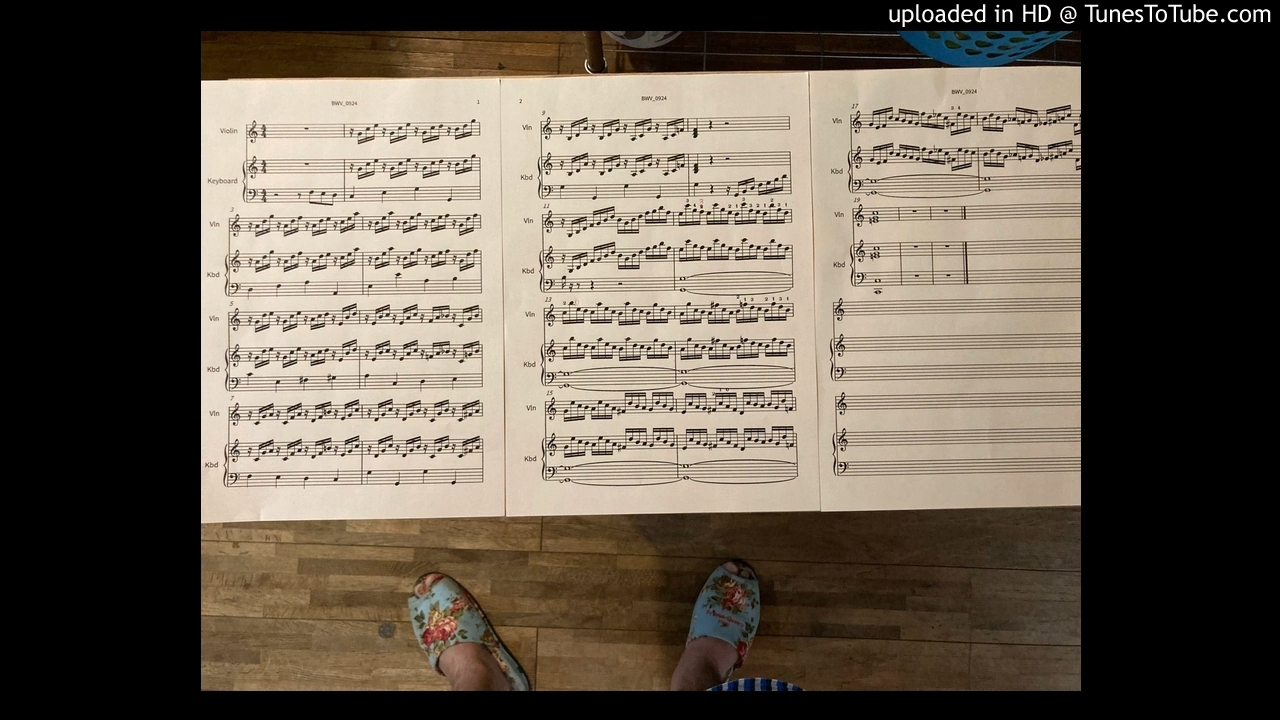 uploaded in HD @ TunesToTube.com
BWV_0924
1
Violin
Keyboard
3
Vln
Kbd
5
Vln
Kbd
7
Vln
Kbd
2
BWV_0924
9
Vln
Kbd
11
Vln
Kbd
13
Vln
Kbd
15
Vln
Kbd
BWV_0924
17
Vln
Kbd
19
Vln
Kbd